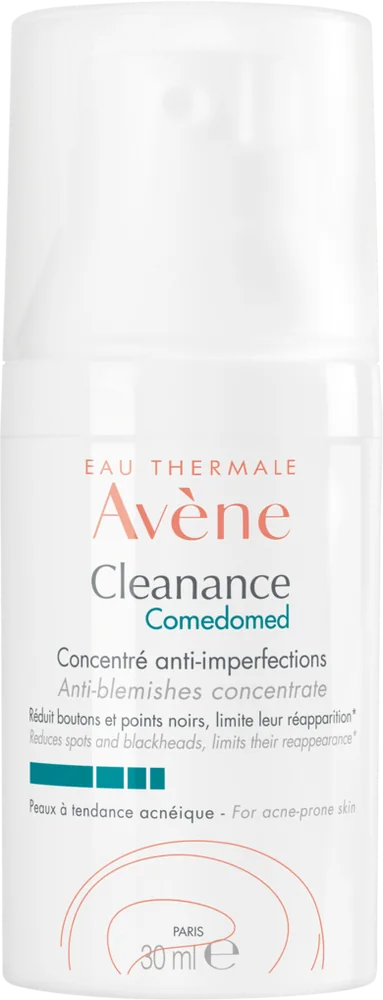 EAU THERMALE
Avène
Cleanance
Comedomed
Concentré anti-imperfections
Anti-blemishes concentrate
Réduit boutons et points noirs, limite leur réapparition*
Reduces spots and blackheads, limits their reappearance*
Peaux à tendance acnéique - For acne-prone skin
PARIS
30 ml ℮